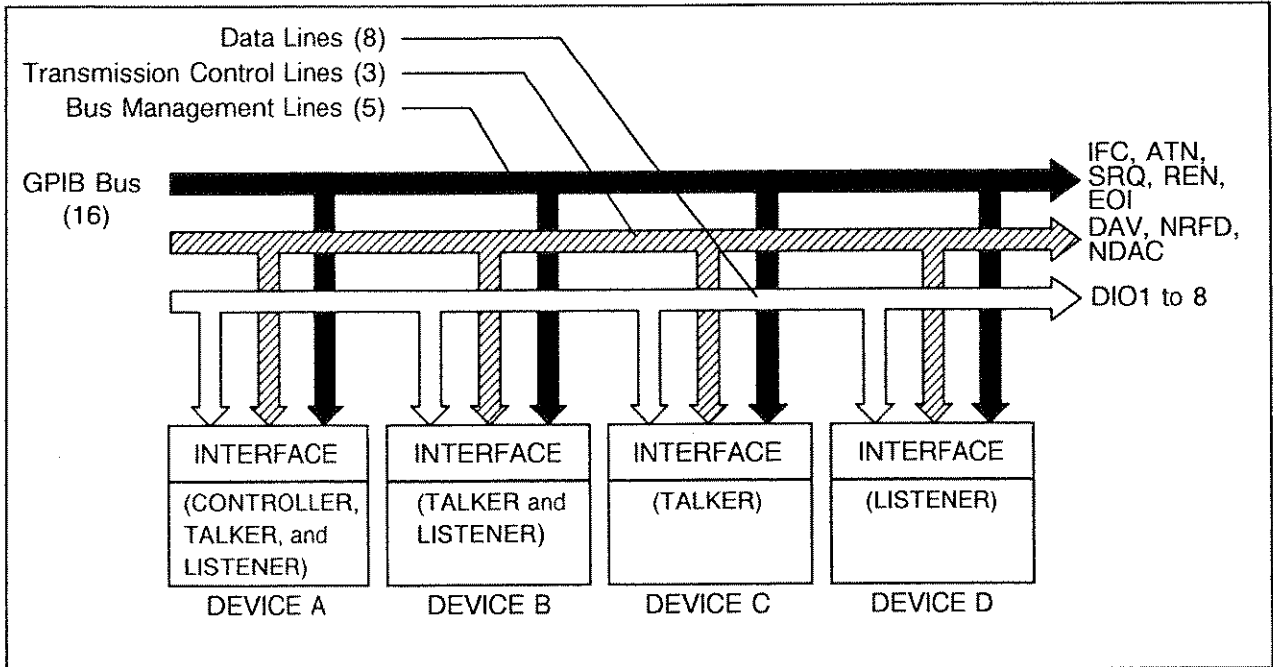 Data Lines (8)
Transmission Control Lines (3)
Bus Management Lines (5)
GPIB Bus
(16)
IFC, ATN,
SRQ, REN,
EOI
DAV, NRFD,
NDAC
DIO1 to 8
INTERFACE
(CONTROLLER,
TALKER, and
LISTENER)
DEVICE A
INTERFACE
(TALKER and
LISTENER)
DEVICE B
INTERFACE
(TALKER)
DEVICE C
INTERFACE
(LISTENER)
DEVICE D